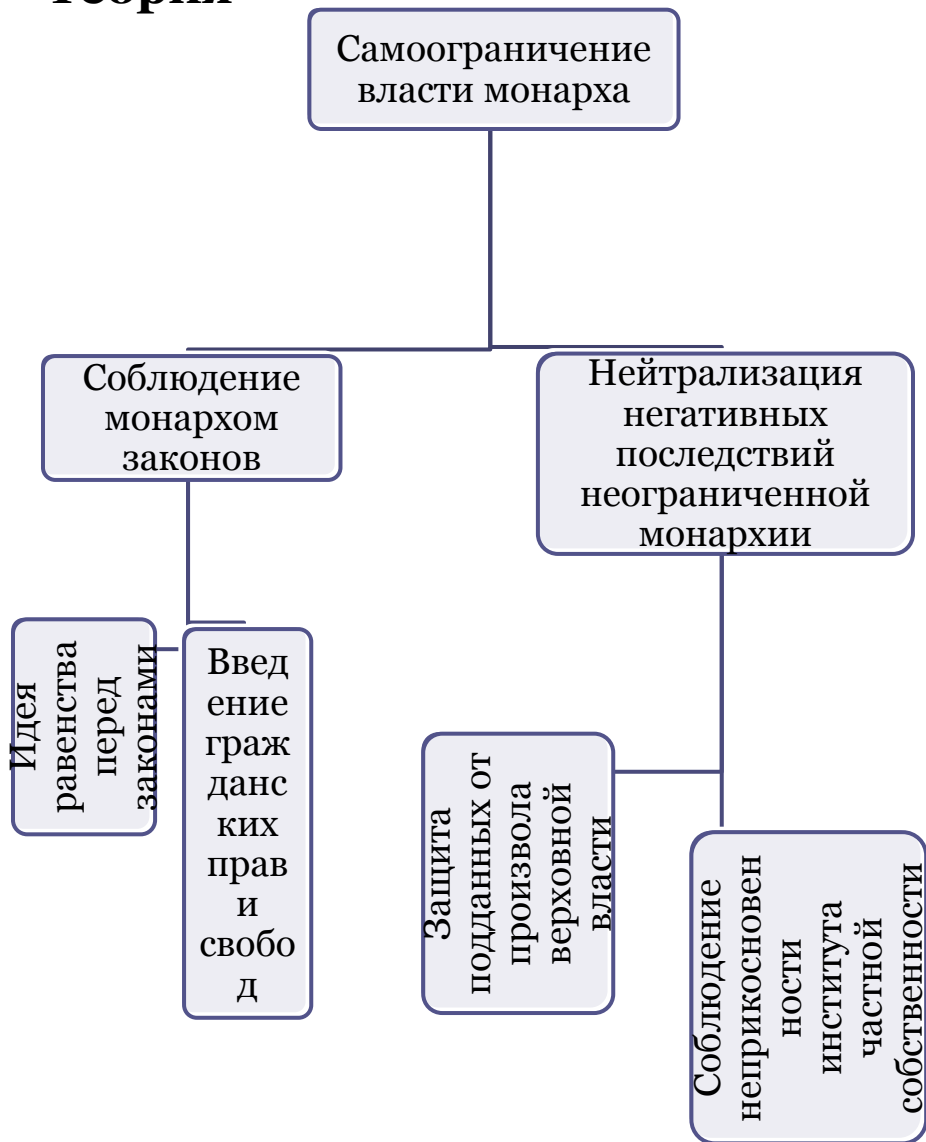 Теория
Самоограничение
власти монарха
Соблюдение
монархом
законов
Нейтрализация
негативных
последствий
неограниченной
монархии
Идея
равенства
перед
законами
Введ
ение
граж
данс
ких
прав
и
свобо
д
Защита
подданных от
произвола
верховной
власти
Соблюдение
неприкосновен
ности
института
частной
собственности